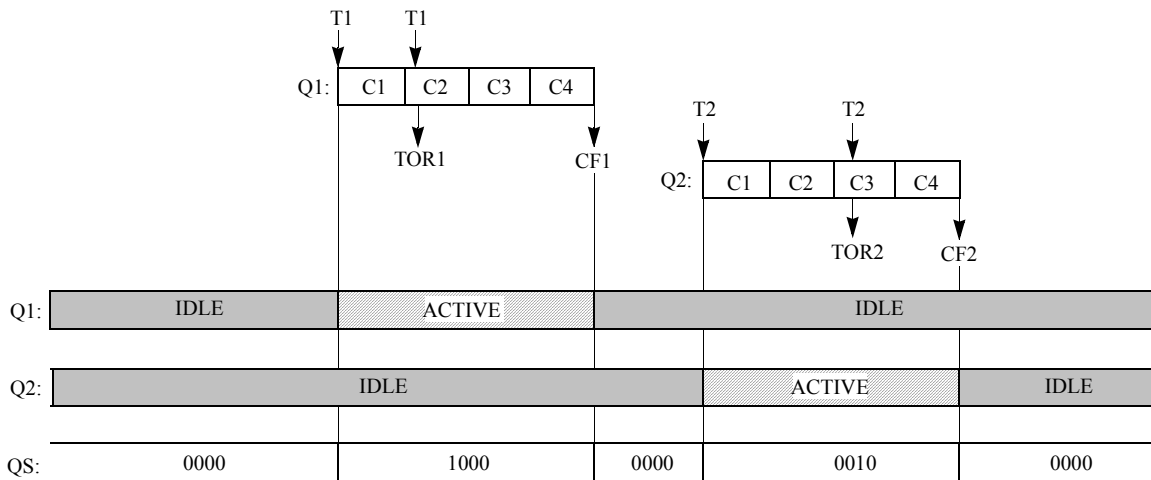 T1 T1
Q1: C1 C2 C3 C4
T2 T2
TOR1 CF1
Q2: C1 C2 C3 C4
TOR2 CF2
Q1: IDLE ACTIVE IDLE
Q2: IDLE ACTIVE IDLE
QS: 0000 1000 0000 0010 0000